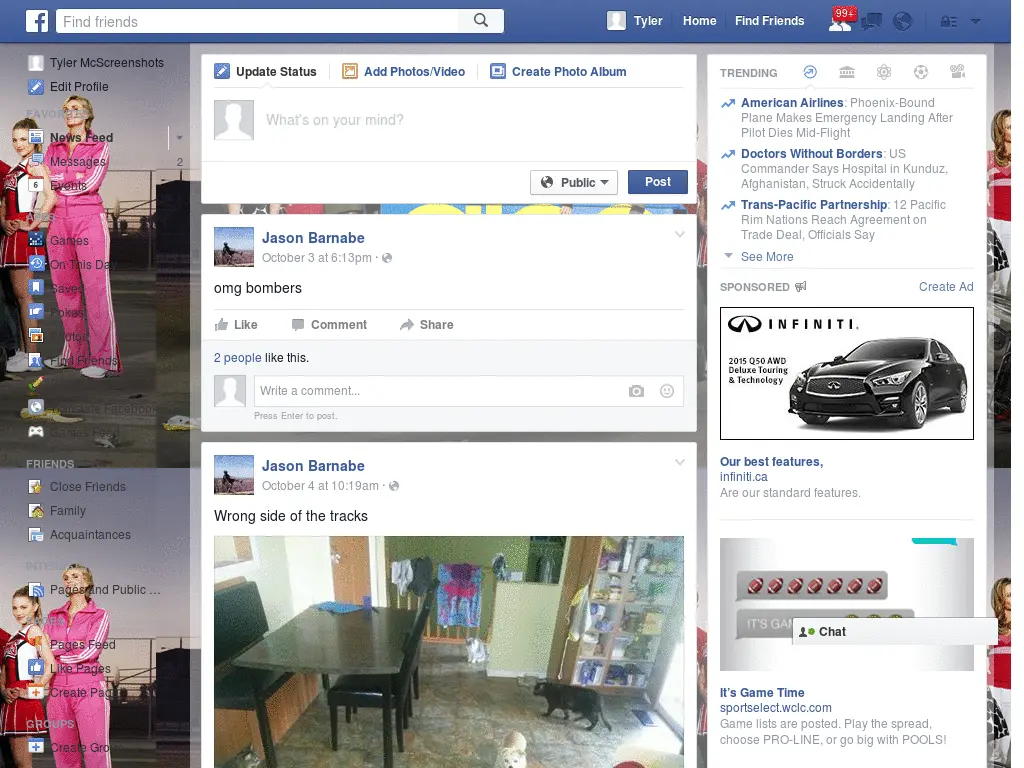 Find friends
Tyler
Home
Find Friends
99+
Tyler McScreenshots
Edit Profile
FAVORITES
News Feed
Messages
2
6
Events
APPS
Games
On This Day
Saved
Pokes
Photos
Find Friends
Games Feed
FRIENDS
Close Friends
Family
Acquaintances
Pages and Public ...
PAGES
Pages Feed
Like Pages
Create Page
GROUPS
Create Group
Update Status
Add Photos/Video
Create Photo Album
What's on your mind?
Public
Post
Jason Barnabe
October 3 at 6:13pm ·
omg bombers
Like
Comment
Share
2 people like this.
Write a comment...
Press Enter to post.
Jason Barnabe
October 4 at 10:19am ·
Wrong side of the tracks
TRENDING
American Airlines: Phoenix-Bound
Plane Makes Emergency Landing After
Pilot Dies Mid-Flight
Doctors Without Borders: US
Commander Says Hospital in Kunduz,
Afghanistan, Struck Accidentally
Trans-Pacific Partnership: 12 Pacific
Rim Nations Reach Agreement on
Trade Deal, Officials Say
See More
SPONSORED
Create Ad
INFINITI.
2015 Q50 AWD
Deluxe Touring
& Technology
Our best features,
infiniti.ca
Are our standard features.
IT'S GAM
Chat
It's Game Time
sportselect.wclc.com
Game lists are posted. Play the spread,
choose PRO-LINE, or go big with POOLS!